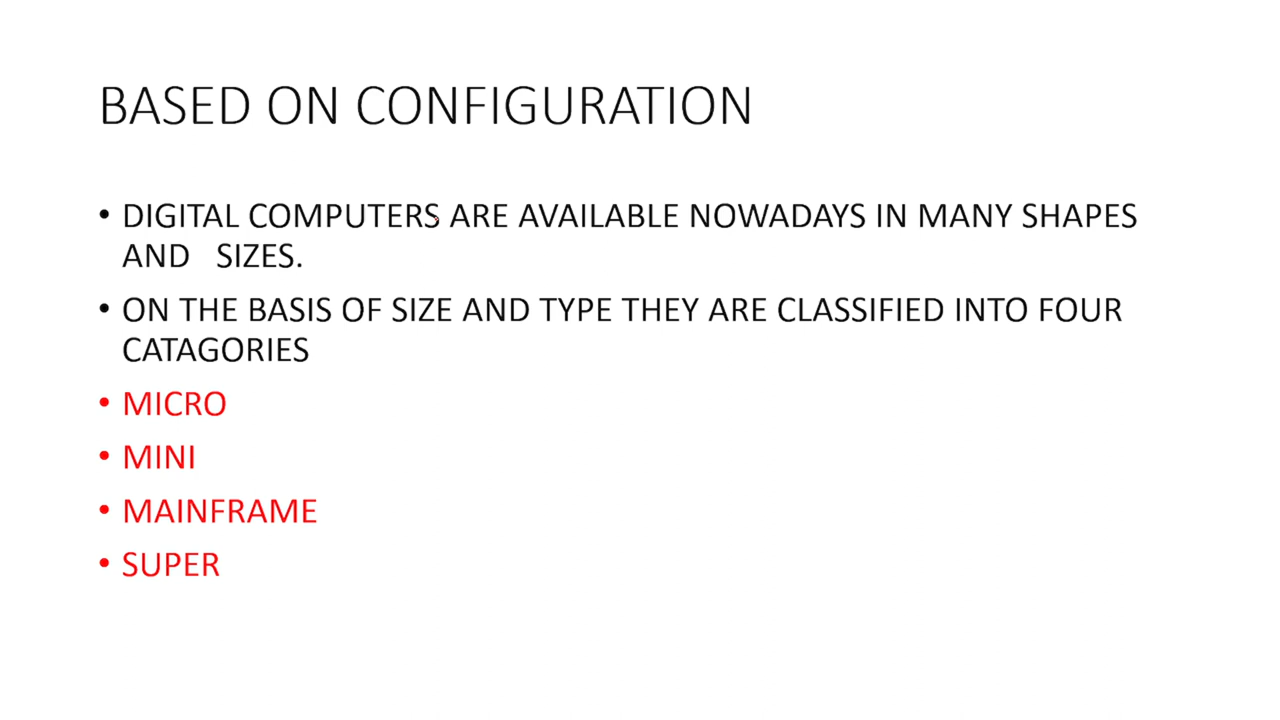 BASED ON CONFIGURATION
• DIGITAL COMPUTERS ARE AVAILABLE NOWADAYS IN MANY SHAPES
AND   SIZES.
• ON THE BASIS OF SIZE AND TYPE THEY ARE CLASSIFIED INTO FOUR
CATAGORIES
• MICRO
• MINI
• MAINFRAME
• SUPER